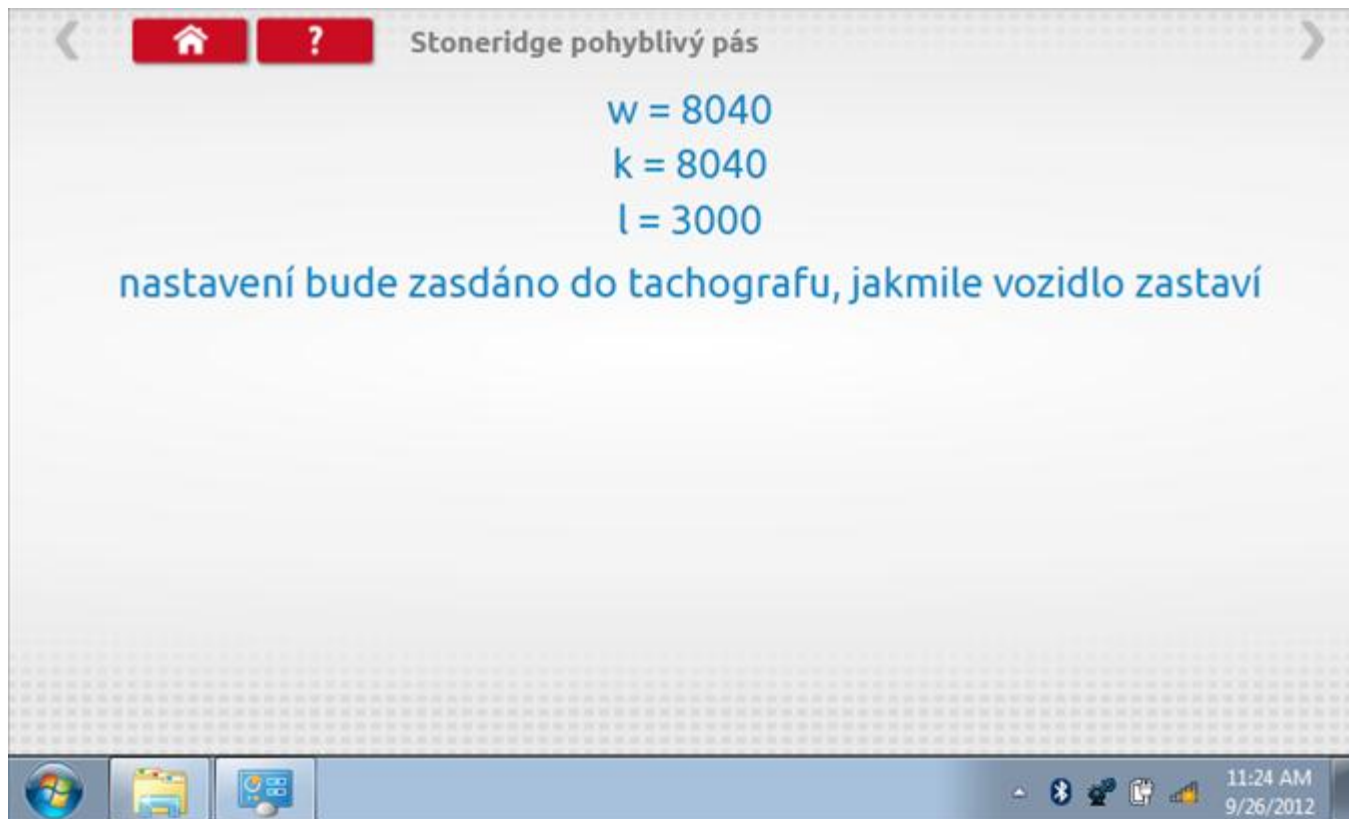 ? Stoneridge pohyblivý pás
w = 8040
k = 8040
l = 3000
nastavení bude zasdáno do tachografu, jakmile vozidlo zastaví
11:24 AM
9/26/2012